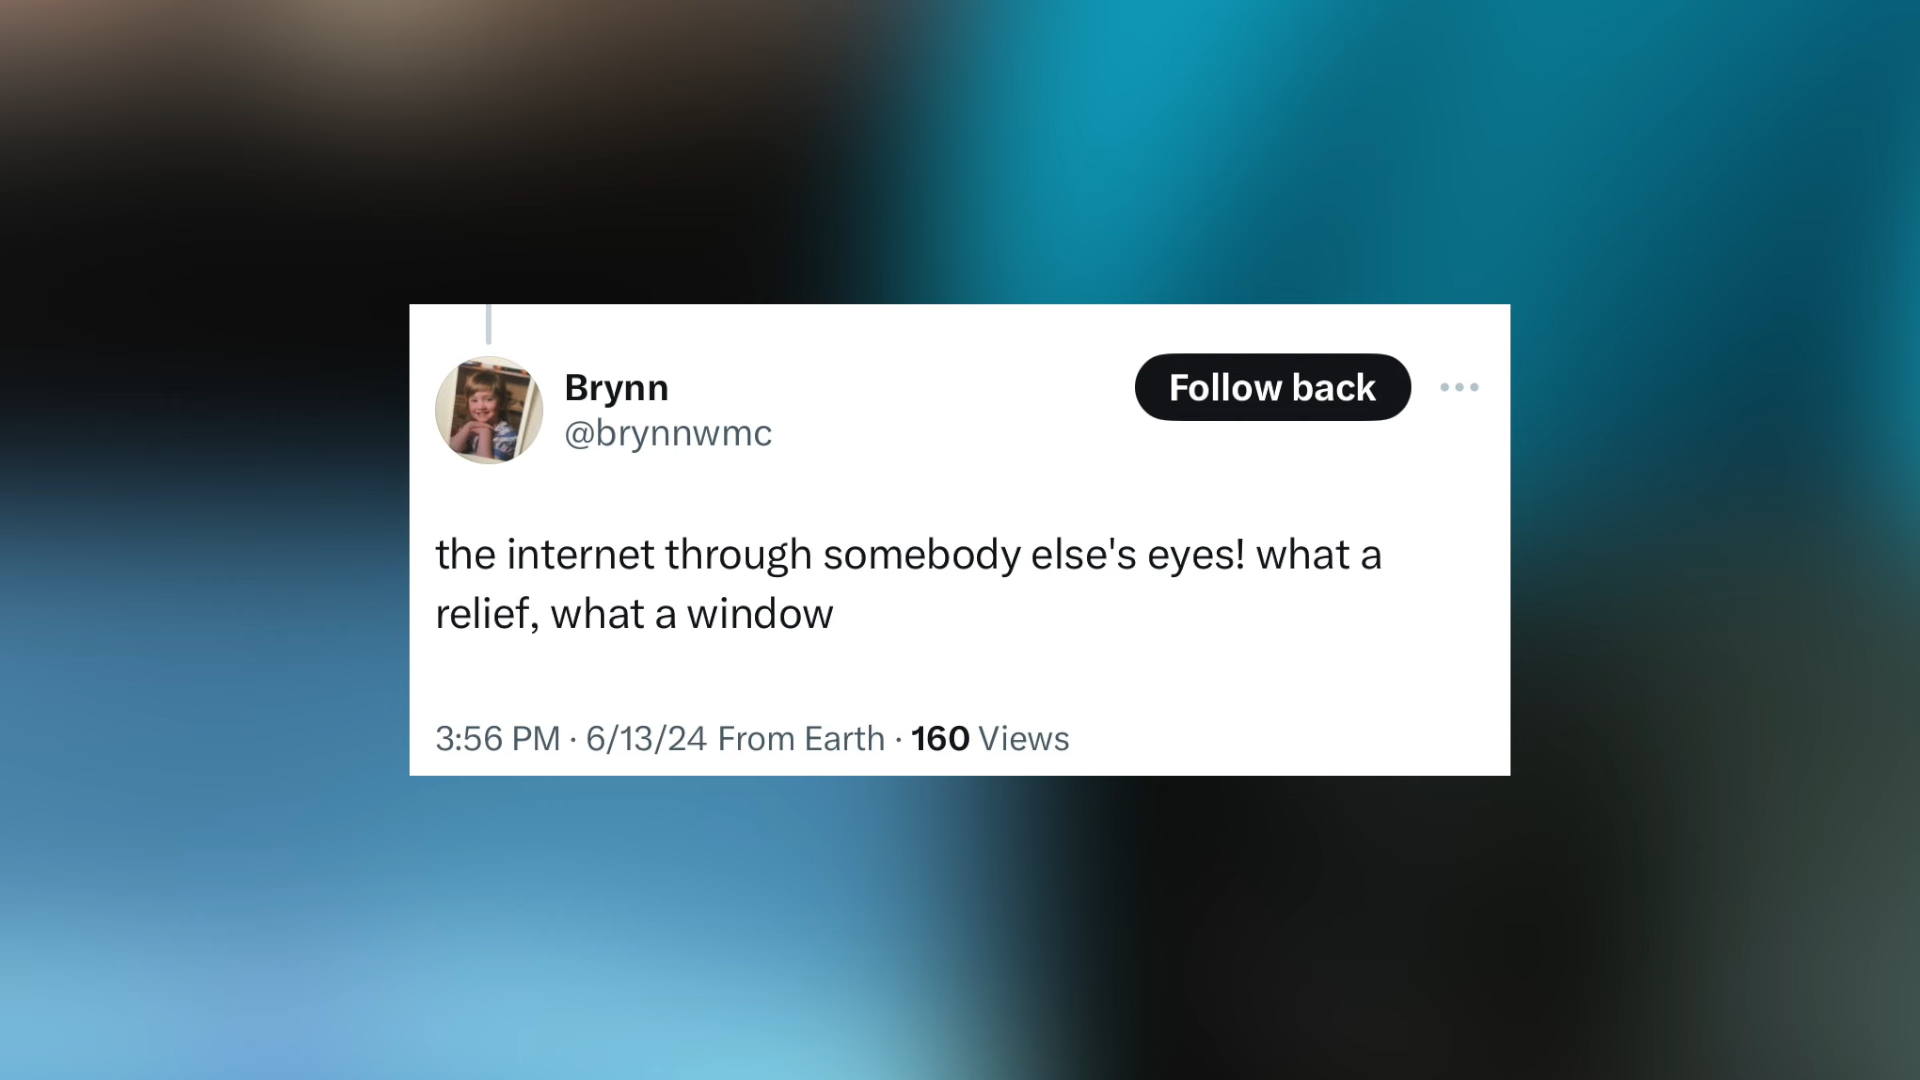 Brynn
Follow back
@brynnwmc
the internet through somebody else's eyes! what a
relief, what a window
3:56 PM · 6/13/24 From Earth · 160 Views